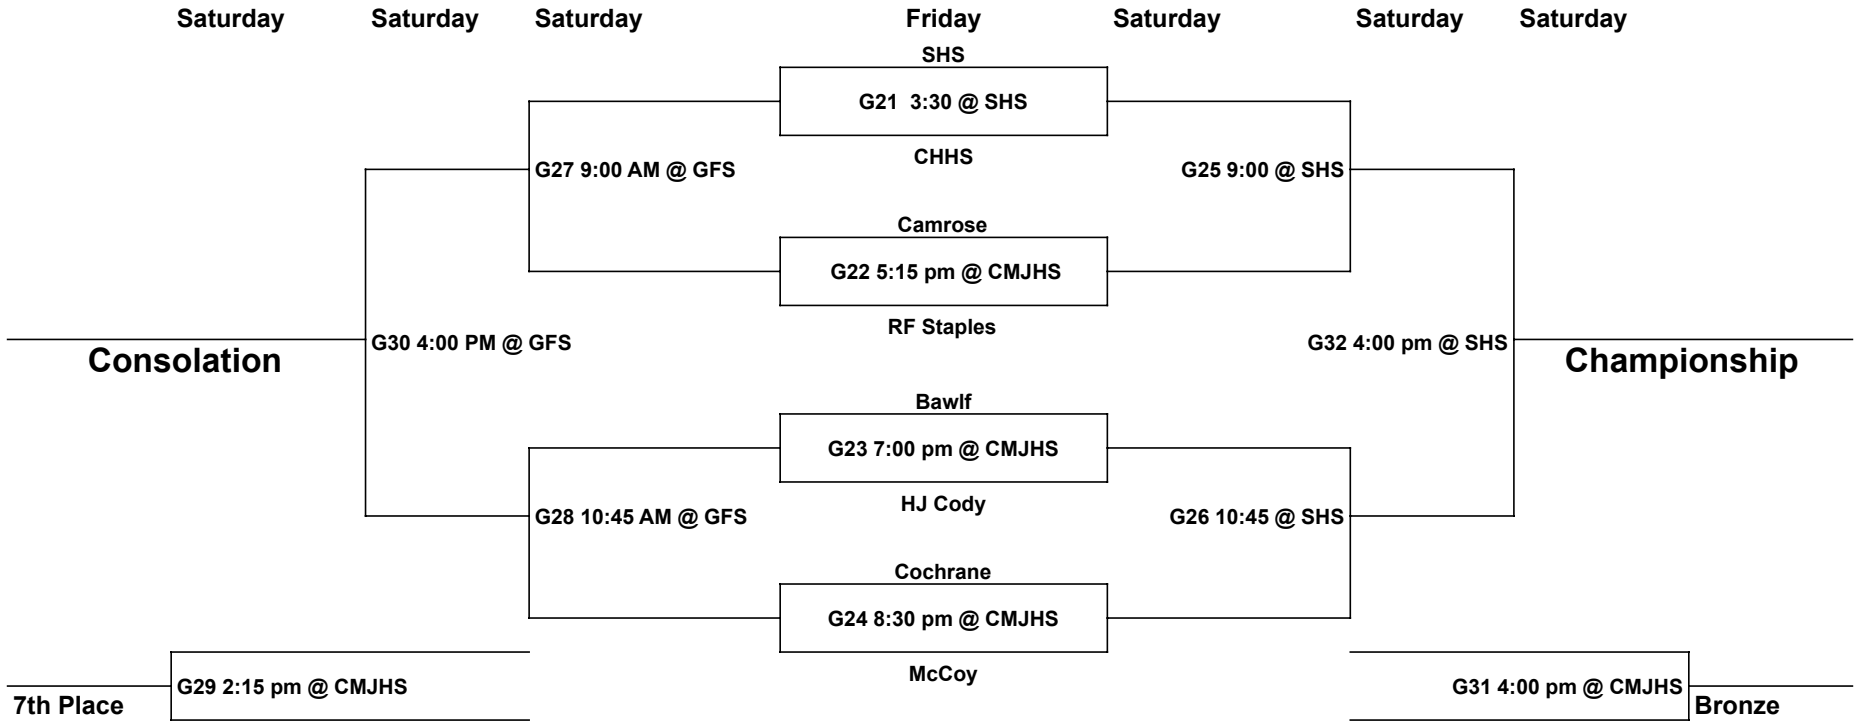 Saturday Saturday Saturday Friday Saturday Saturday Saturday
SHS
G21 3:30 @ SHS
CHHS
G27 9:00 AM @ GFS
G25 9:00 @ SHS
Camrose
G22 5:15 pm @ CMJHS
RF Staples
G30 4:00 PM @ GFS
G32 4:00 pm @ SHS
Consolation
Championship
Bawlf
G23 7:00 pm @ CMJHS
HJ Cody
G28 10:45 AM @ GFS
G26 10:45 @ SHS
Cochrane
G24 8:30 pm @ CMJHS
McCoy
G29 2:15 pm @ CMJHS
G31 4:00 pm @ CMJHS
7th Place
Bronze